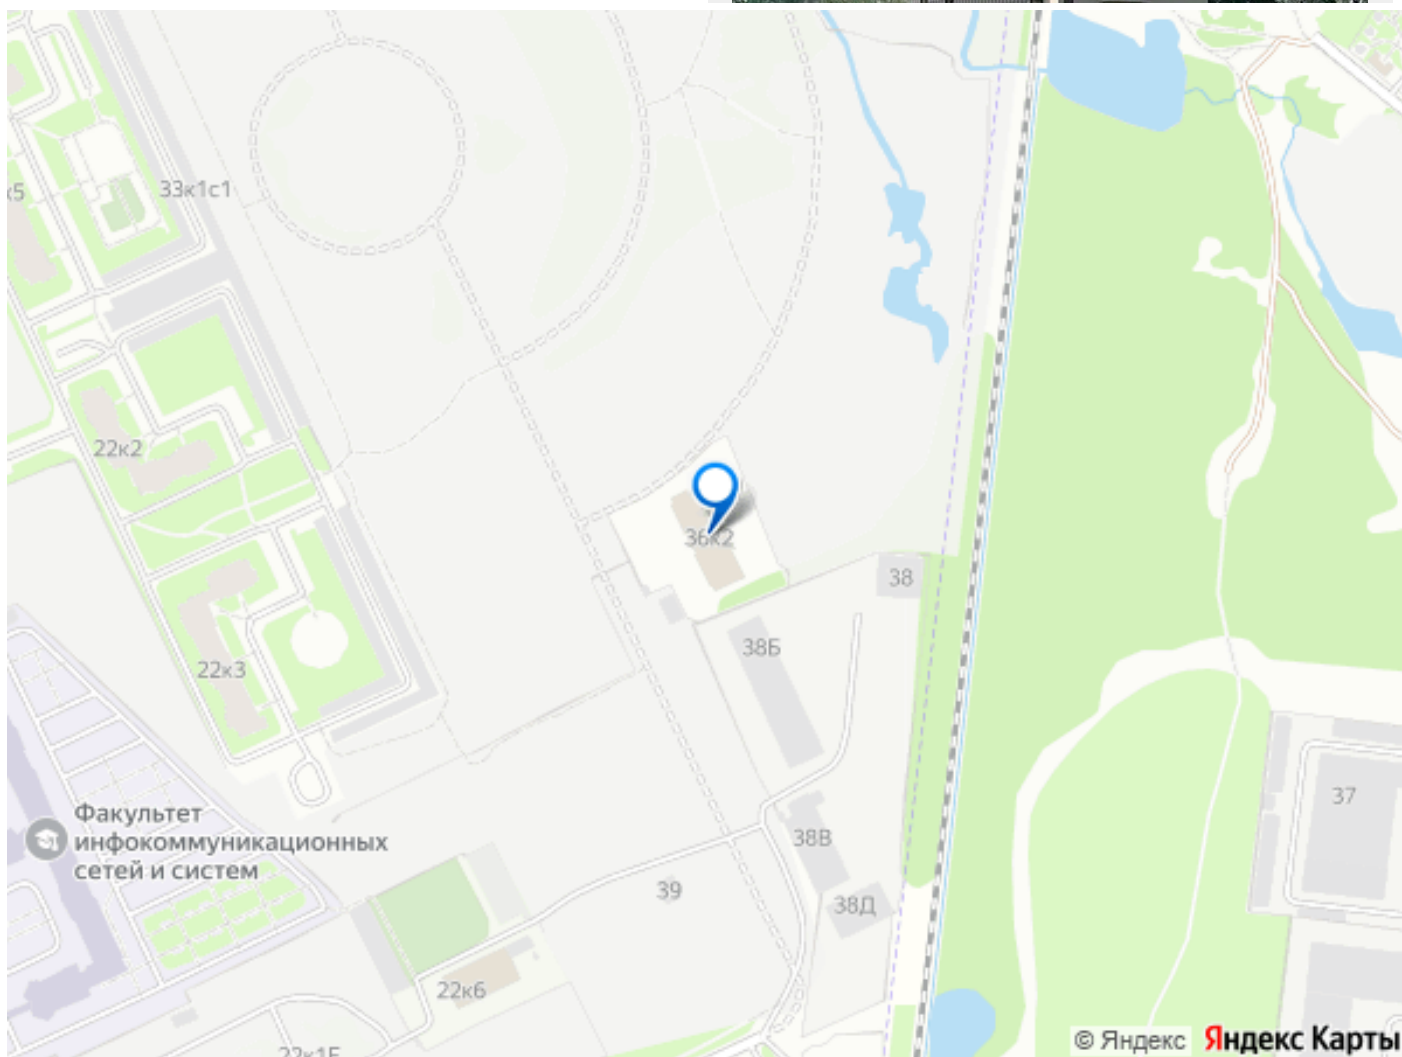 к5
33к1с1
22к2
36к2
38
38Б
22к3
37
Факультет
инфокоммуникационных
сетей и систем
38В
39
38Д
22к6
© Яндекс Яндекс Карты